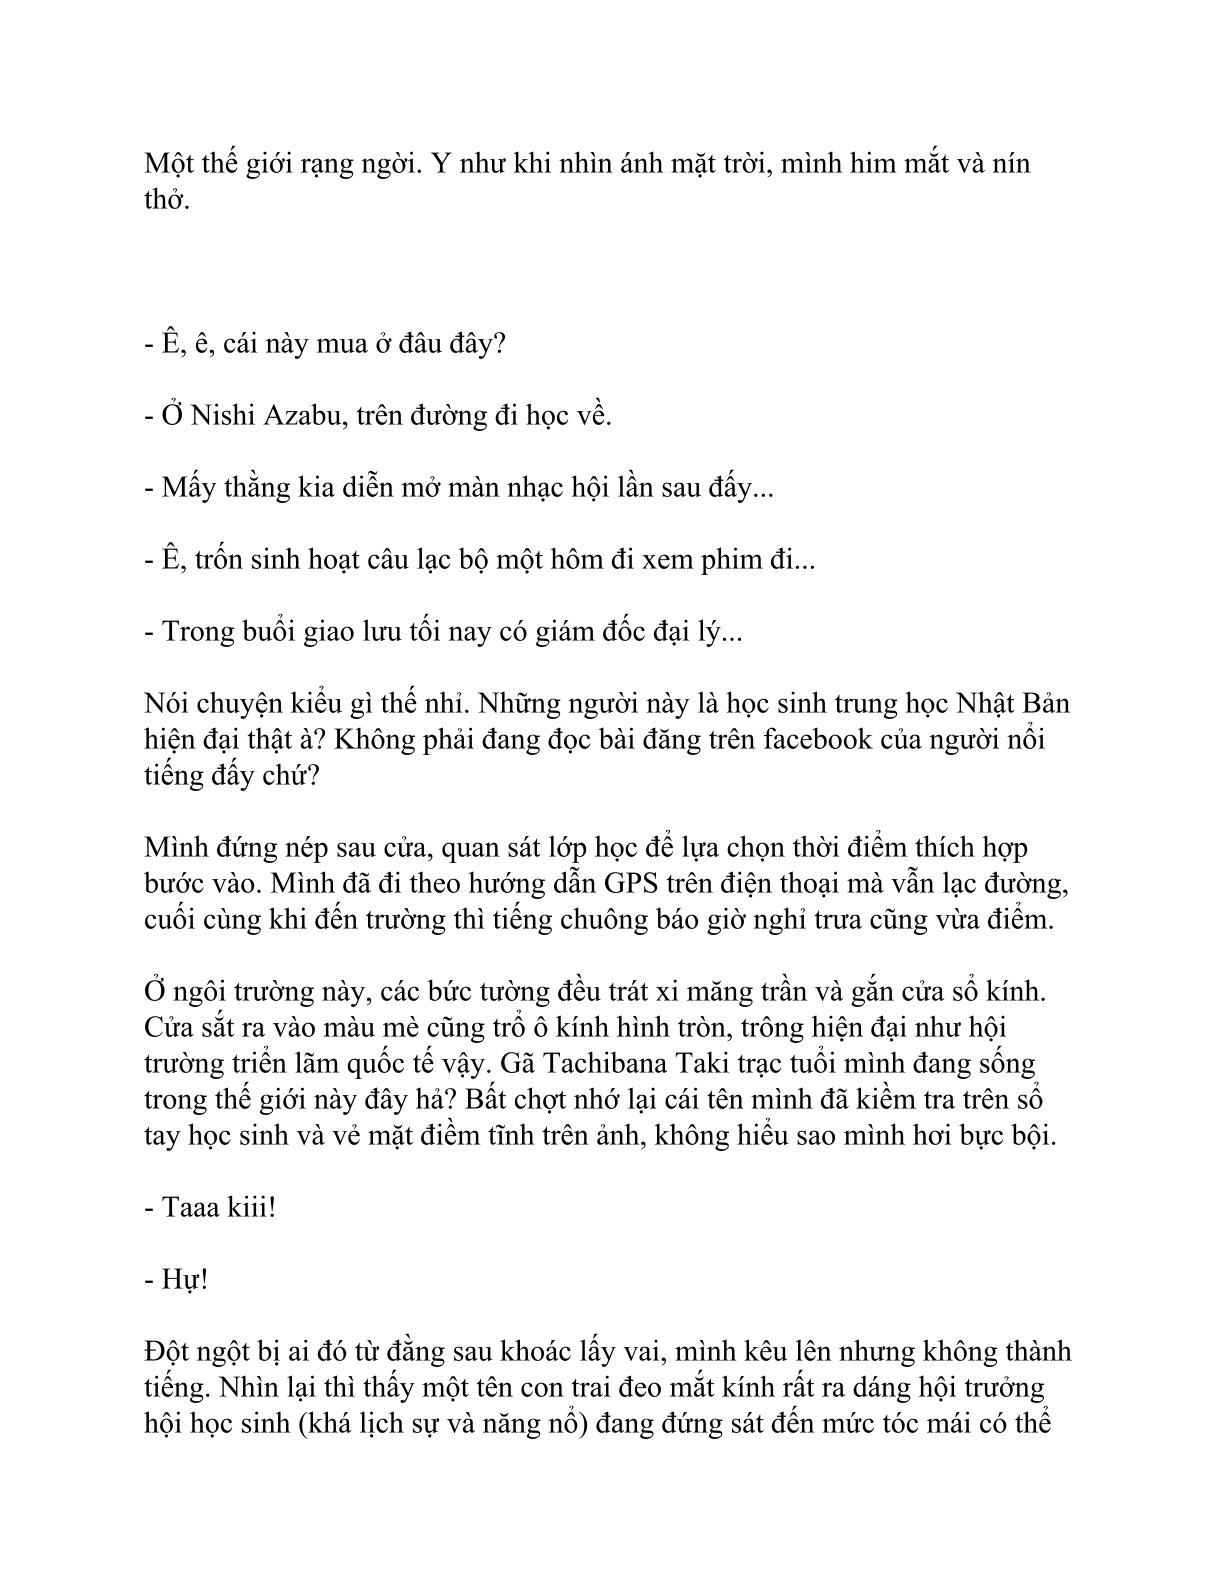 Một thế giới rạng ngời. Y như khi nhìn ánh mặt trời, mình him mắt và nín
thở.
- Ê, ê, cái này mua ở đâu đây?
- Ở Nishi Azabu, trên đường đi học về.
- Mấy thằng kia diễn mở màn nhạc hội lần sau đấy...
- Ê, trốn sinh hoạt câu lạc bộ một hôm đi xem phim đi...
- Trong buổi giao lưu tối nay có giám đốc đại lý...
Nói chuyện kiểu gì thế nhỉ. Những người này là học sinh trung học Nhật Bản
hiện đại thật à? Không phải đang đọc bài đăng trên facebook của người nổi
tiếng đấy chứ?
Mình đứng nép sau cửa, quan sát lớp học để lựa chọn thời điểm thích hợp
bước vào. Mình đã đi theo hướng dẫn GPS trên điện thoại mà vẫn lạc đường,
cuối cùng khi đến trường thì tiếng chuông báo giờ nghỉ trưa cũng vừa điểm.
Ở ngôi trường này, các bức tường đều trát xi măng trần và gắn cửa sổ kính.
Cửa sắt ra vào màu mè cũng trổ ô kính hình tròn, trông hiện đại như hội
trường triển lãm quốc tế vậy. Gã Tachibana Taki trạc tuổi mình đang sống
trong thế giới này đây hả? Bất chợt nhớ lại cái tên mình đã kiềm tra trên sổ
tay học sinh và vẻ mặt điềm tĩnh trên ảnh, không hiểu sao mình hơi bực bội.
- Taaa kiii!
- Hự!
Đột ngột bị ai đó từ đằng sau khoác lấy vai, mình kêu lên nhưng không thành
tiếng. Nhìn lại thì thấy một tên con trai đeo mắt kính rất ra dáng hội trưởng
hội học sinh (khá lịch sự và năng nổ) đang đứng sát đến mức tóc mái có thể